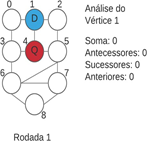 0 1 2
D
3 4 5
Q
6 7
8
Rodada 1
Análise do
Vértice 1
Soma: 0
Antecessores: 0
Sucessores: 0
Anteriores: 0